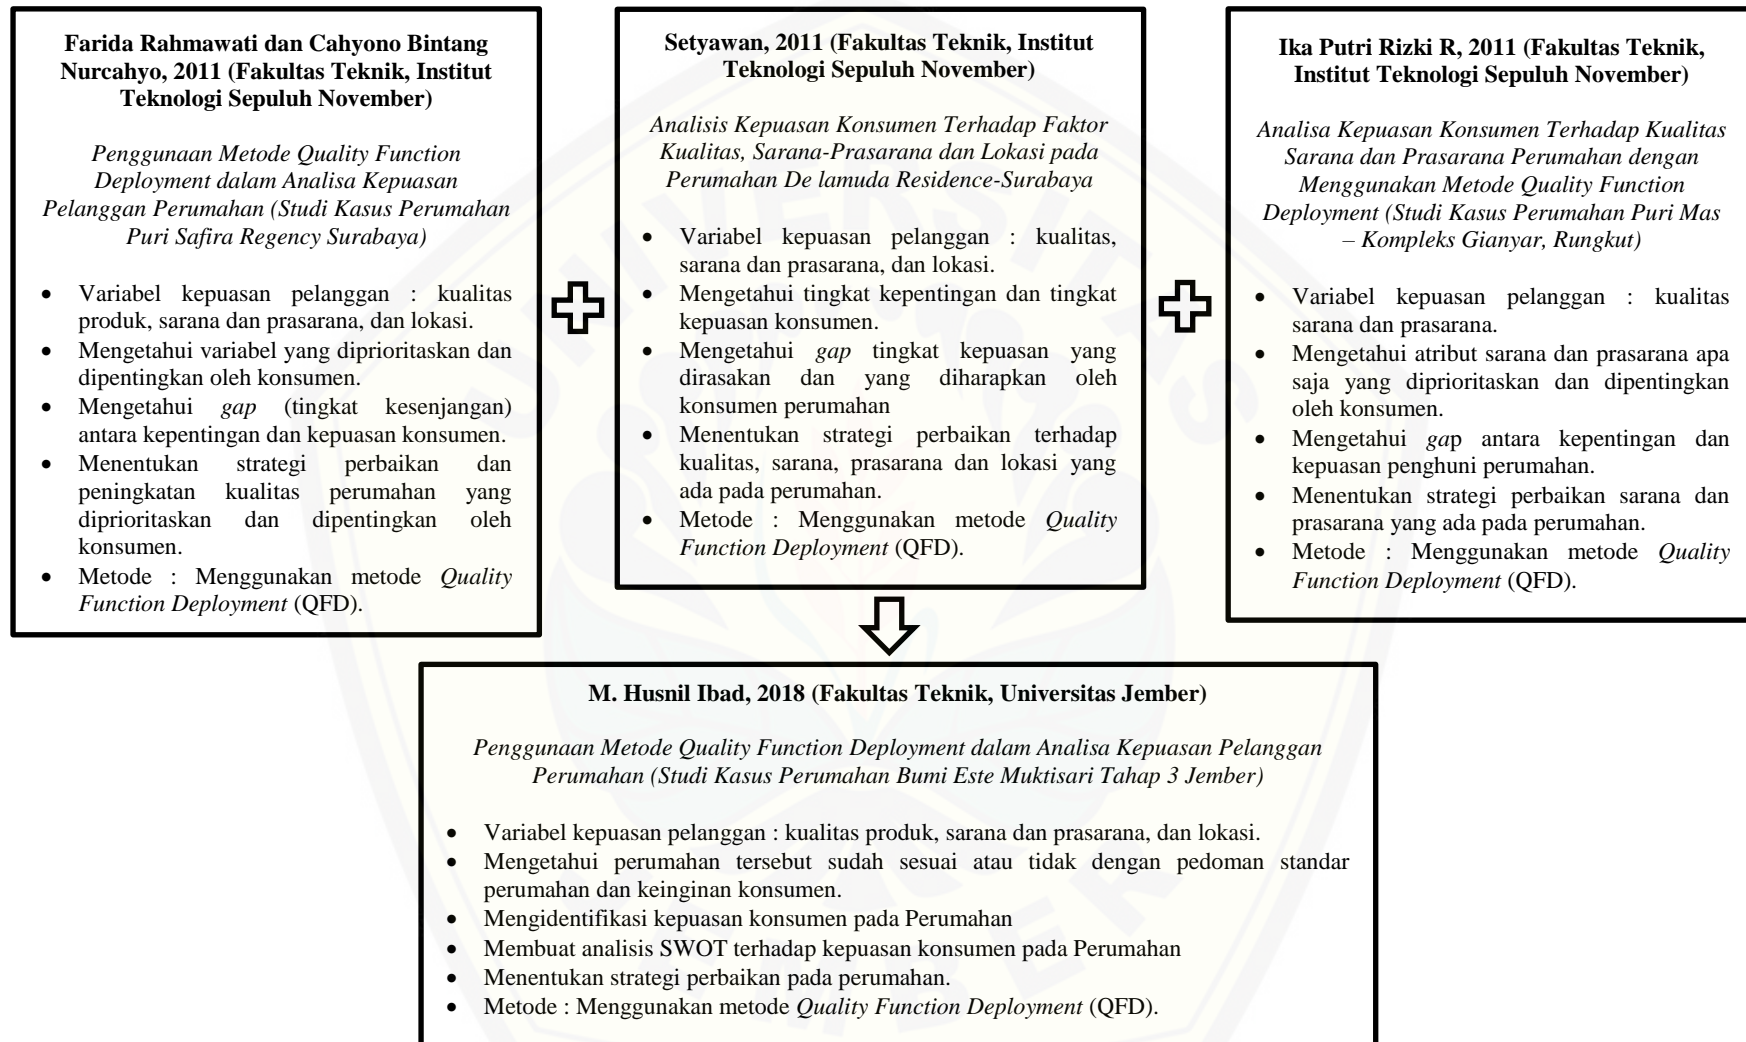 Farida Rahmawati dan Cahyono Bintang
Nurcahyo, 2011 (Fakultas Teknik, Institut
Teknologi Sepuluh November)
Penggunaan Metode Quality Function
Deployment dalam Analisa Kepuasan
Pelanggan Perumahan (Studi Kasus Perumahan
Puri Safira Regency Surabaya)
• Variabel kepuasan pelanggan : kualitas
produk, sarana dan prasarana, dan lokasi.
• Mengetahui variabel yang diprioritaskan dan
dipentingkan oleh konsumen.
• Mengetahui gap (tingkat kesenjangan)
antara kepentingan dan kepuasan konsumen.
• Menentukan strategi perbaikan dan
peningkatan kualitas perumahan yang
diprioritaskan dan dipentingkan oleh
konsumen.
• Metode : Menggunakan metode Quality
Function Deployment (QFD).
Setyawan, 2011 (Fakultas Teknik, Institut
Teknologi Sepuluh November)
Analisis Kepuasan Konsumen Terhadap Faktor
Kualitas, Sarana-Prasarana dan Lokasi pada
Perumahan De lamuda Residence-Surabaya
• Variabel kepuasan pelanggan : kualitas,
sarana dan prasarana, dan lokasi.
• Mengetahui tingkat kepentingan dan tingkat
kepuasan konsumen.
• Mengetahui gap tingkat kepuasan yang
dirasakan dan yang diharapkan oleh
konsumen perumahan
• Menentukan strategi perbaikan terhadap
kualitas, sarana, prasarana dan lokasi yang
ada pada perumahan.
• Metode : Menggunakan metode Quality
Function Deployment (QFD).
Ika Putri Rizki R, 2011 (Fakultas Teknik,
Institut Teknologi Sepuluh November)
Analisa Kepuasan Konsumen Terhadap Kualitas
Sarana dan Prasarana Perumahan dengan
Menggunakan Metode Quality Function
Deployment (Studi Kasus Perumahan Puri Mas
– Kompleks Gianyar, Rungkut)
• Variabel kepuasan pelanggan : kualitas
sarana dan prasarana.
• Mengetahui atribut sarana dan prasarana apa
saja yang diprioritaskan dan dipentingkan
oleh konsumen.
• Mengetahui gap antara kepentingan dan
kepuasan penghuni perumahan.
• Menentukan strategi perbaikan sarana dan
prasarana yang ada pada perumahan.
• Metode : Menggunakan metode Quality
Function Deployment (QFD).
M. Husnil Ibad, 2018 (Fakultas Teknik, Universitas Jember)
Penggunaan Metode Quality Function Deployment dalam Analisa Kepuasan Pelanggan
Perumahan (Studi Kasus Perumahan Bumi Este Muktisari Tahap 3 Jember)
• Variabel kepuasan pelanggan : kualitas produk, sarana dan prasarana, dan lokasi.
• Mengetahui perumahan tersebut sudah sesuai atau tidak dengan pedoman standar
perumahan dan keinginan konsumen.
• Mengidentifikasi kepuasan konsumen pada Perumahan
• Membuat analisis SWOT terhadap kepuasan konsumen pada Perumahan
• Menentukan strategi perbaikan pada perumahan.
• Metode : Menggunakan metode Quality Function Deployment (QFD).
UNIVERSITAS
JEMBER